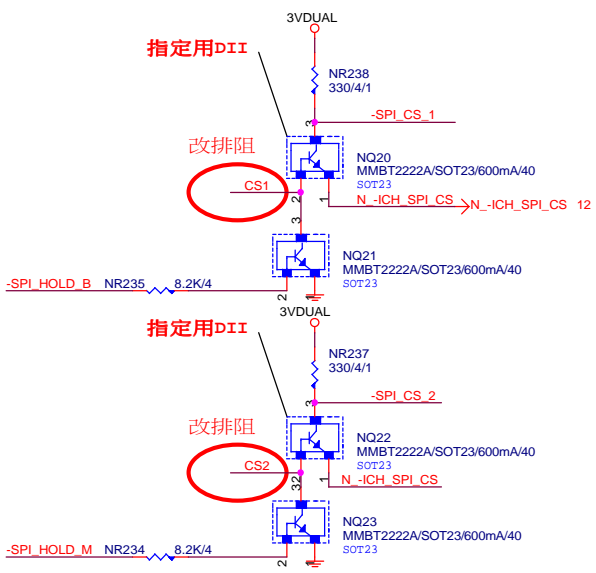 3VDUAL
指定用DII
NR238
330/4/1
-SPI_CS_1
3
改排阻
NQ20
MMBT2222A/SOT23/600mA/40
SOT23
CS1
2
1
N_-ICH_SPI_CS
N_-ICH_SPI_CS 12
3
NQ21
MMBT2222A/SOT23/600mA/40
SOT23
-SPI_HOLD_B
NR235
8.2K/4
2
1
3VDUAL
指定用DII
NR237
330/4/1
-SPI_CS_2
3
改排阻
NQ22
MMBT2222A/SOT23/600mA/40
SOT23
CS2
32
1
N_-ICH_SPI_CS
NQ23
MMBT2222A/SOT23/600mA/40
SOT23
-SPI_HOLD_M
NR234
8.2K/4
2
1